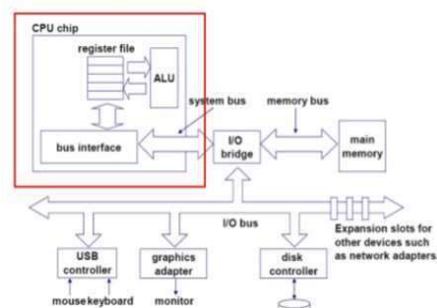 CPU chip
register file
ALU
system bus
memory bus
bus interface
I/O
bridge
main
memory
I/O bus
Expansion slots for
other devices such
as network adapters
USB
controller
graphics
adapter
disk
controller
mouse keyboard
monitor